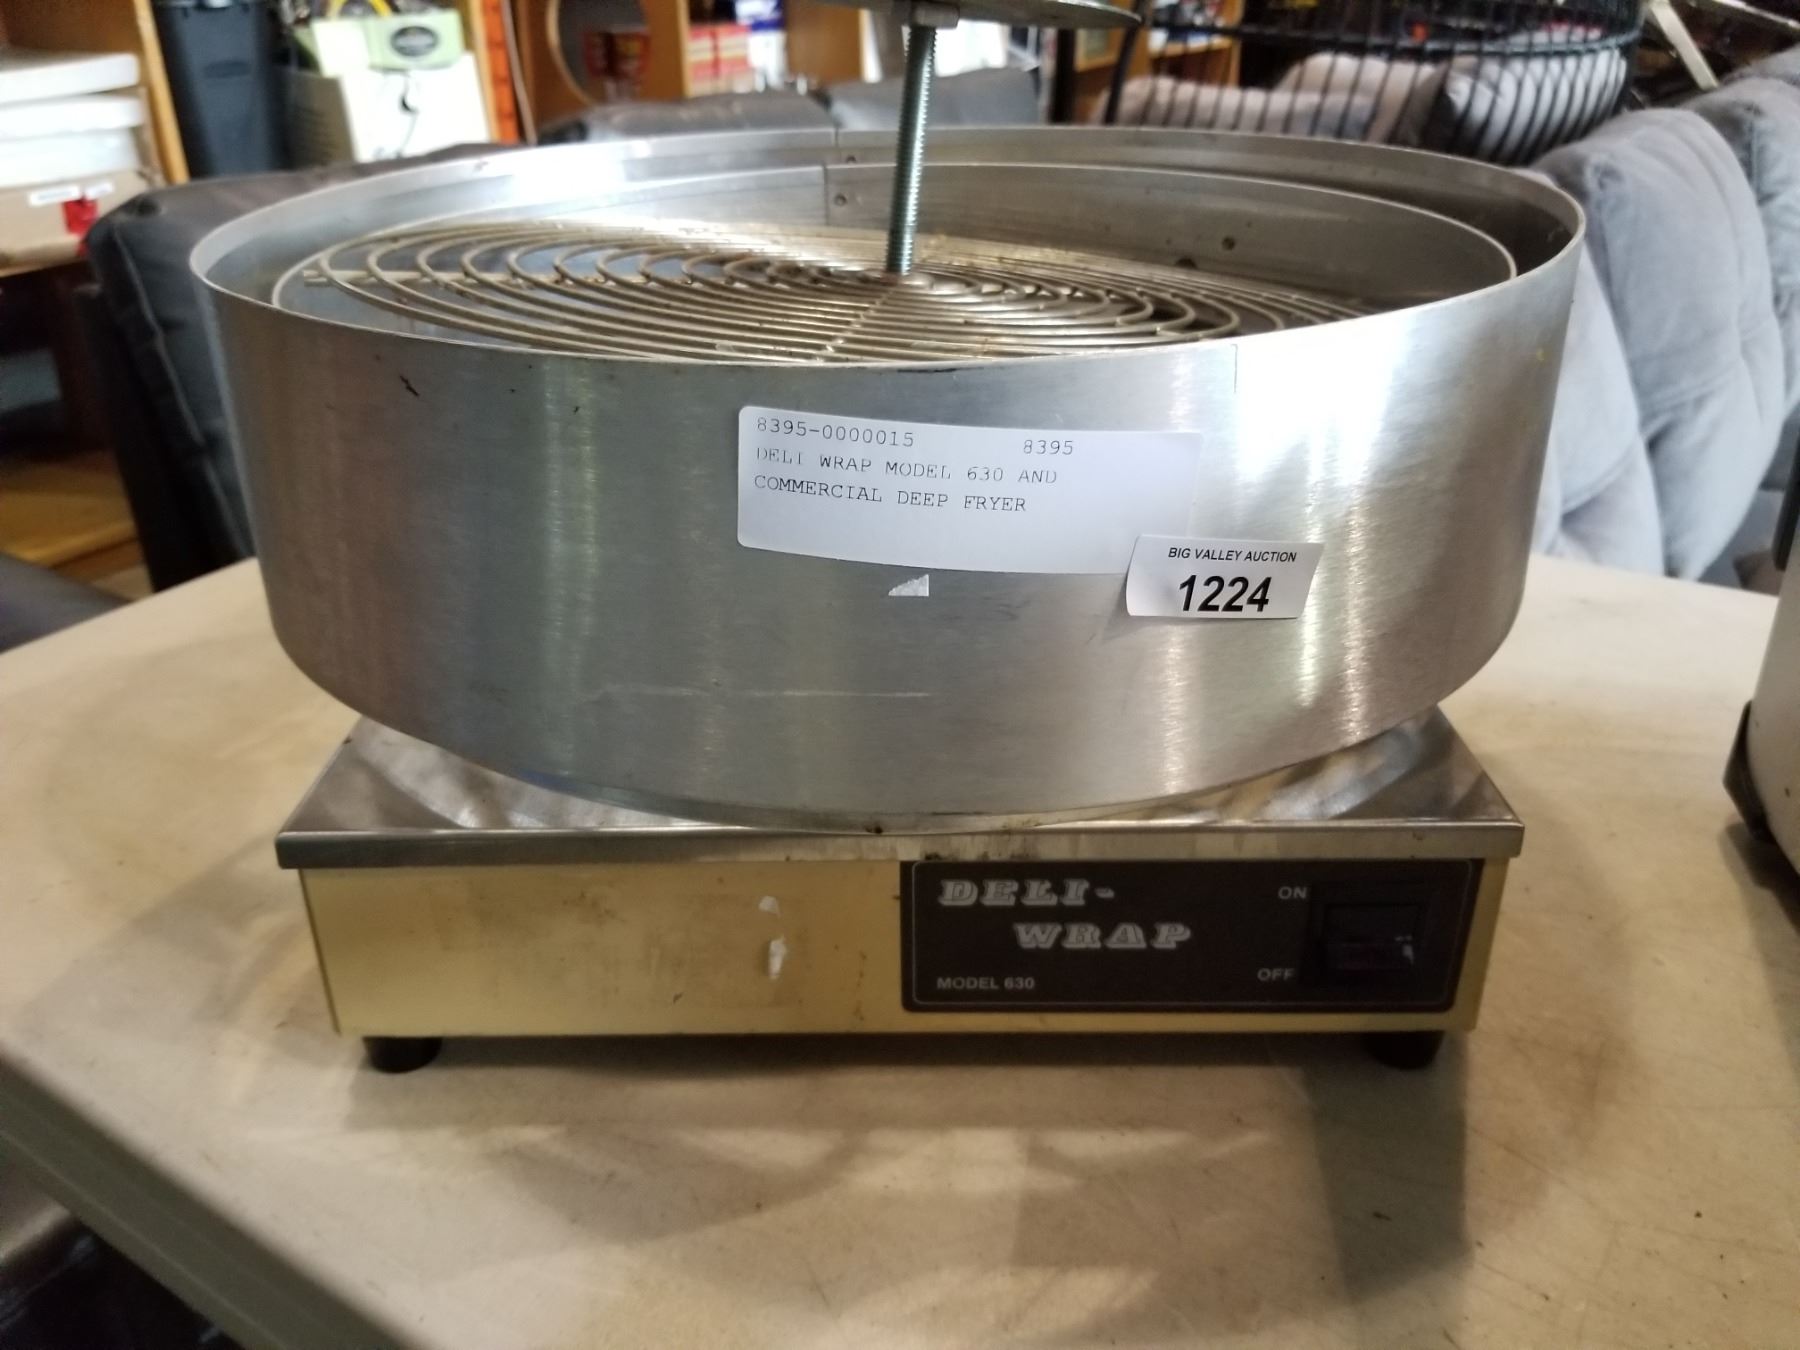 8395-0000015 8395
DELI WRAP MODEL 630 AND
COMMERCIAL DEEP FRYER
BIG VALLEY AUCTION
1224
DELI-
WRAP
MODEL 630
ON
OFF